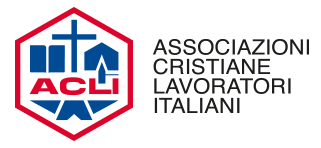 ACLI
ASSOCIAZIONI
CRISTIANE
LAVORATORI
ITALIANI